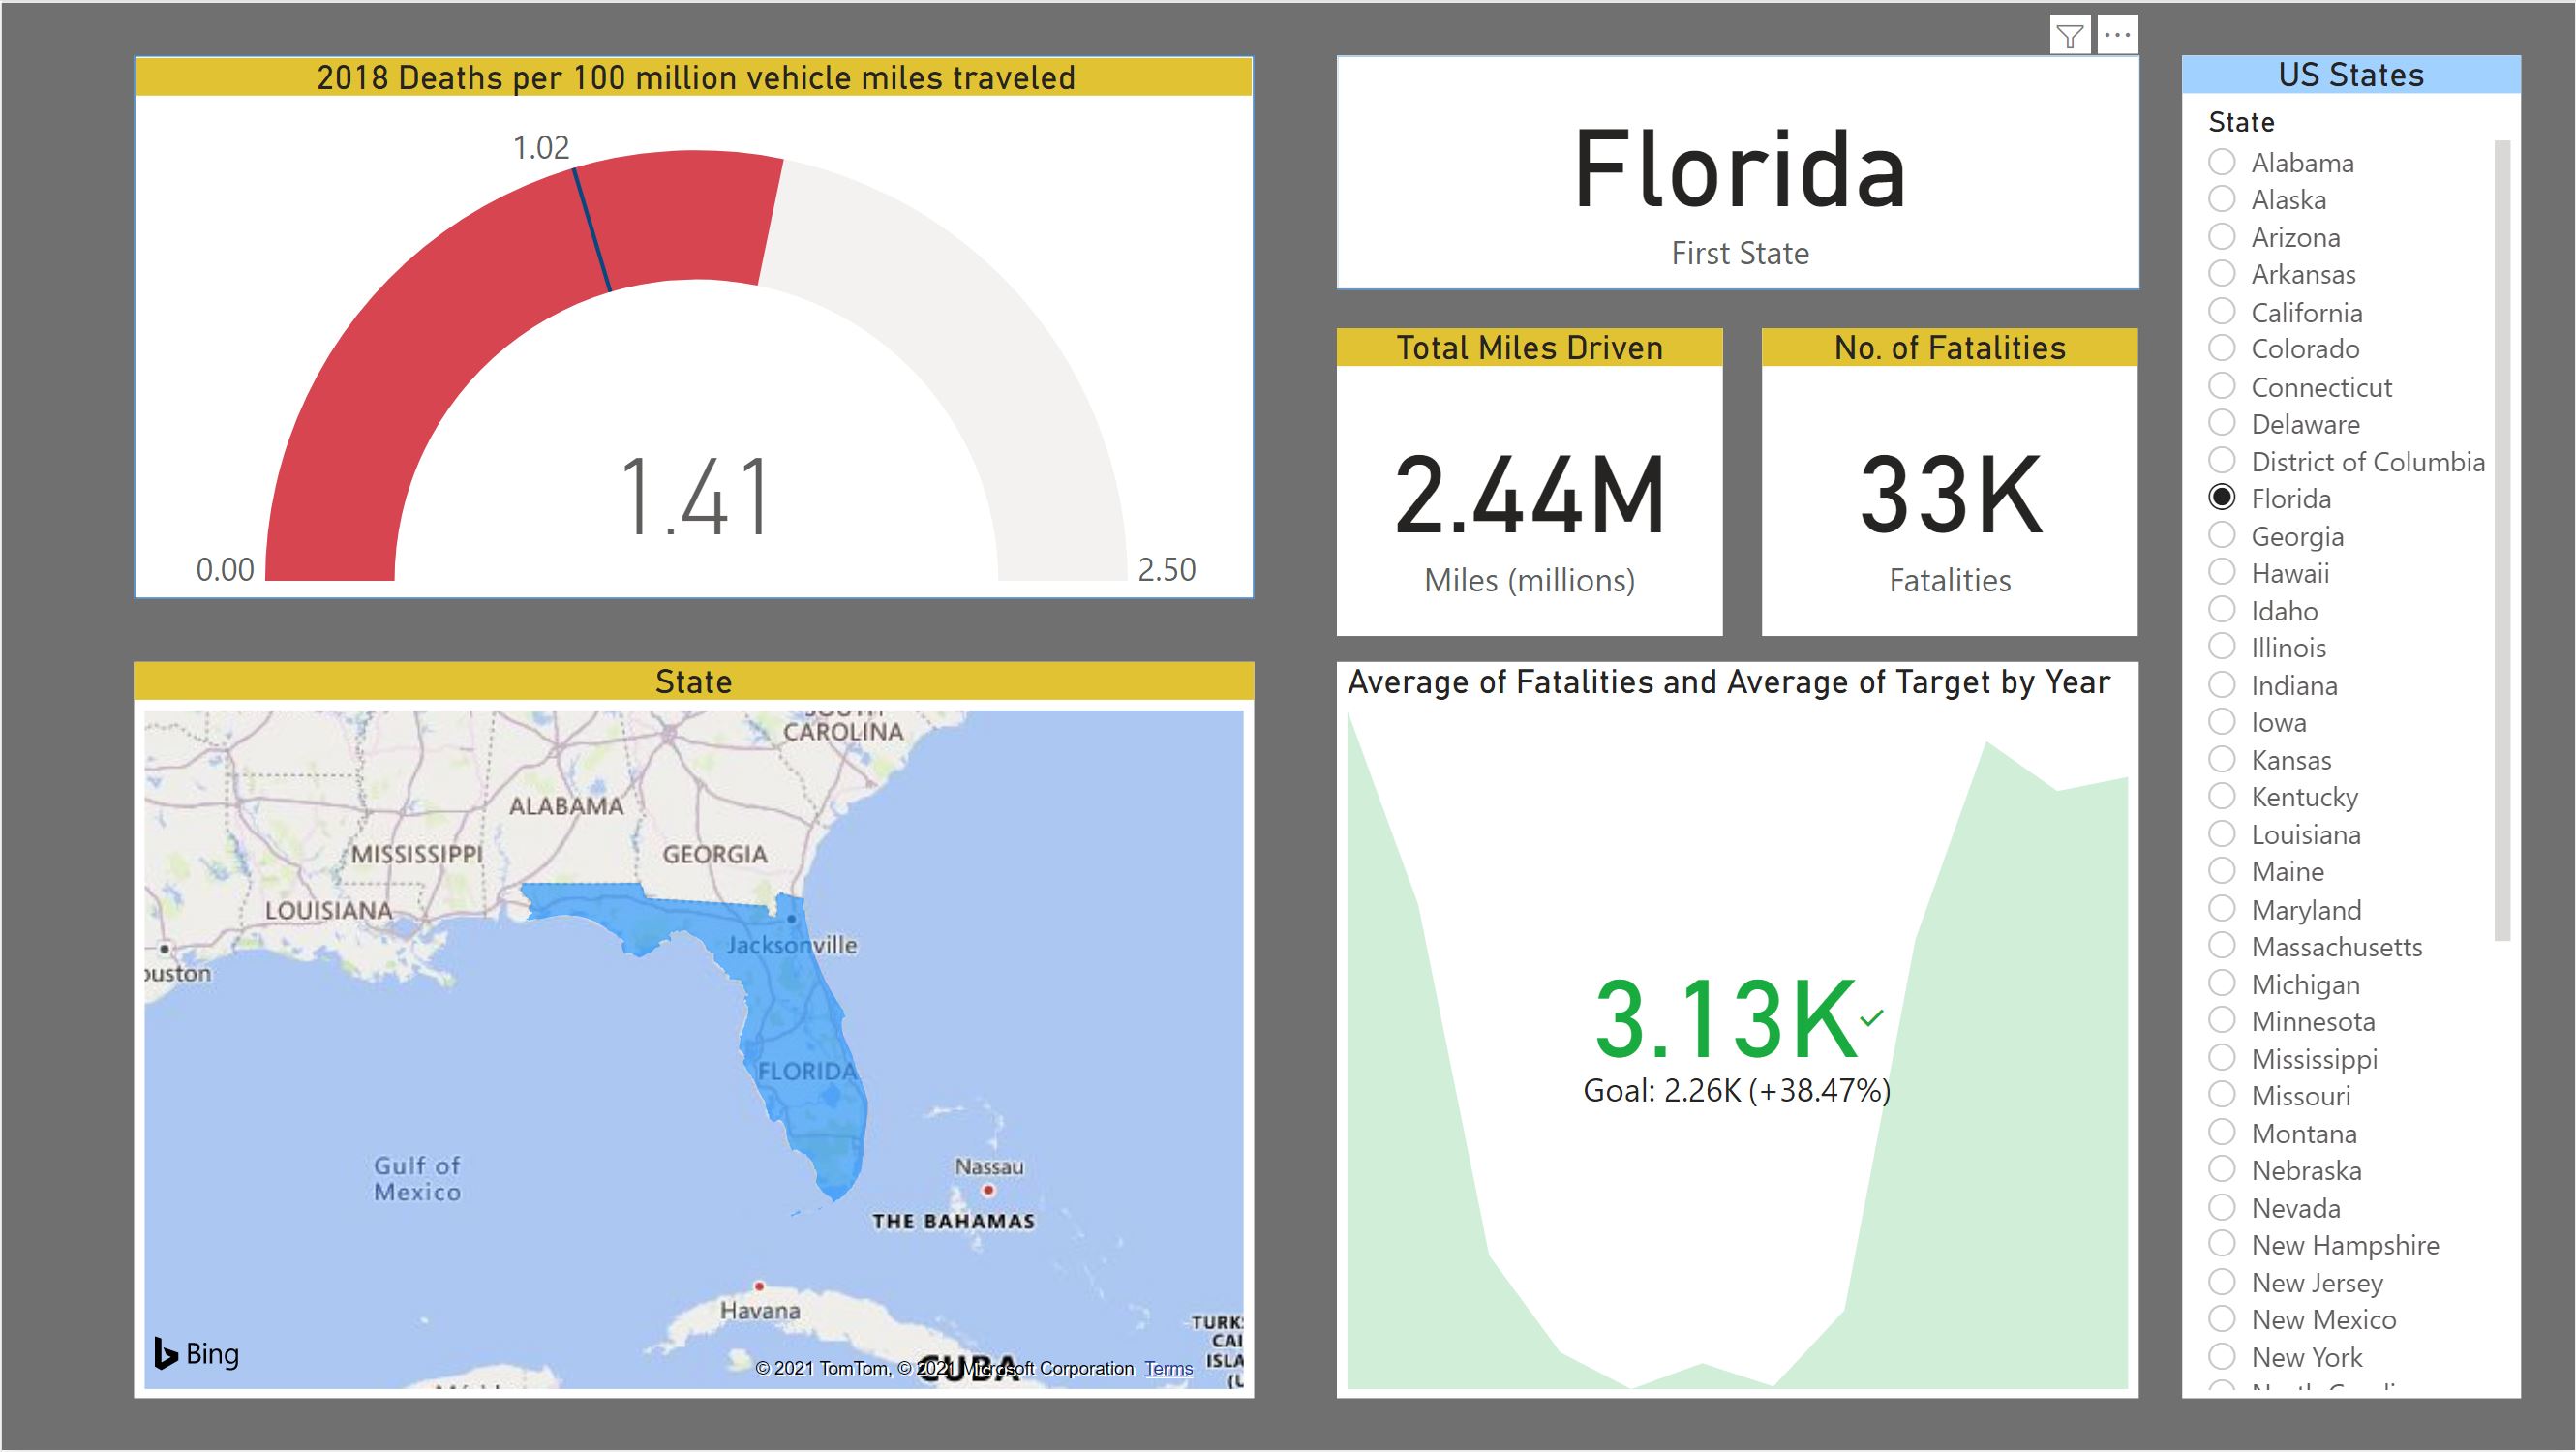 2018 Deaths per 100 million vehicle miles traveled
1.02
1.41
0.00
2.50
Florida
First State
Total Miles Driven
2.44M
Miles (millions)
No. of Fatalities
33K
Fatalities
State
SOUTH
CAROLINA
ALABAMA
MISSISSIPPI
GEORGIA
LOUISIANA
Jacksonville
ouston
FLORIDA
Gulf of
Mexico
Nassau
THE BAHAMAS
Havana
TURKS
CAI
ISLA
(U
CUBA
Bing
© 2021 TomTom, © 2021 Microsoft Corporation Terms
Average of Fatalities and Average of Target by Year
3.13K
Goal: 2.26K (+38.47%)
US States
State
Alabama
Alaska
Arizona
Arkansas
California
Colorado
Connecticut
Delaware
District of Columbia
Florida
Georgia
Hawaii
Idaho
Illinois
Indiana
Iowa
Kansas
Kentucky
Louisiana
Maine
Maryland
Massachusetts
Michigan
Minnesota
Mississippi
Missouri
Montana
Nebraska
Nevada
New Hampshire
New Jersey
New Mexico
New York